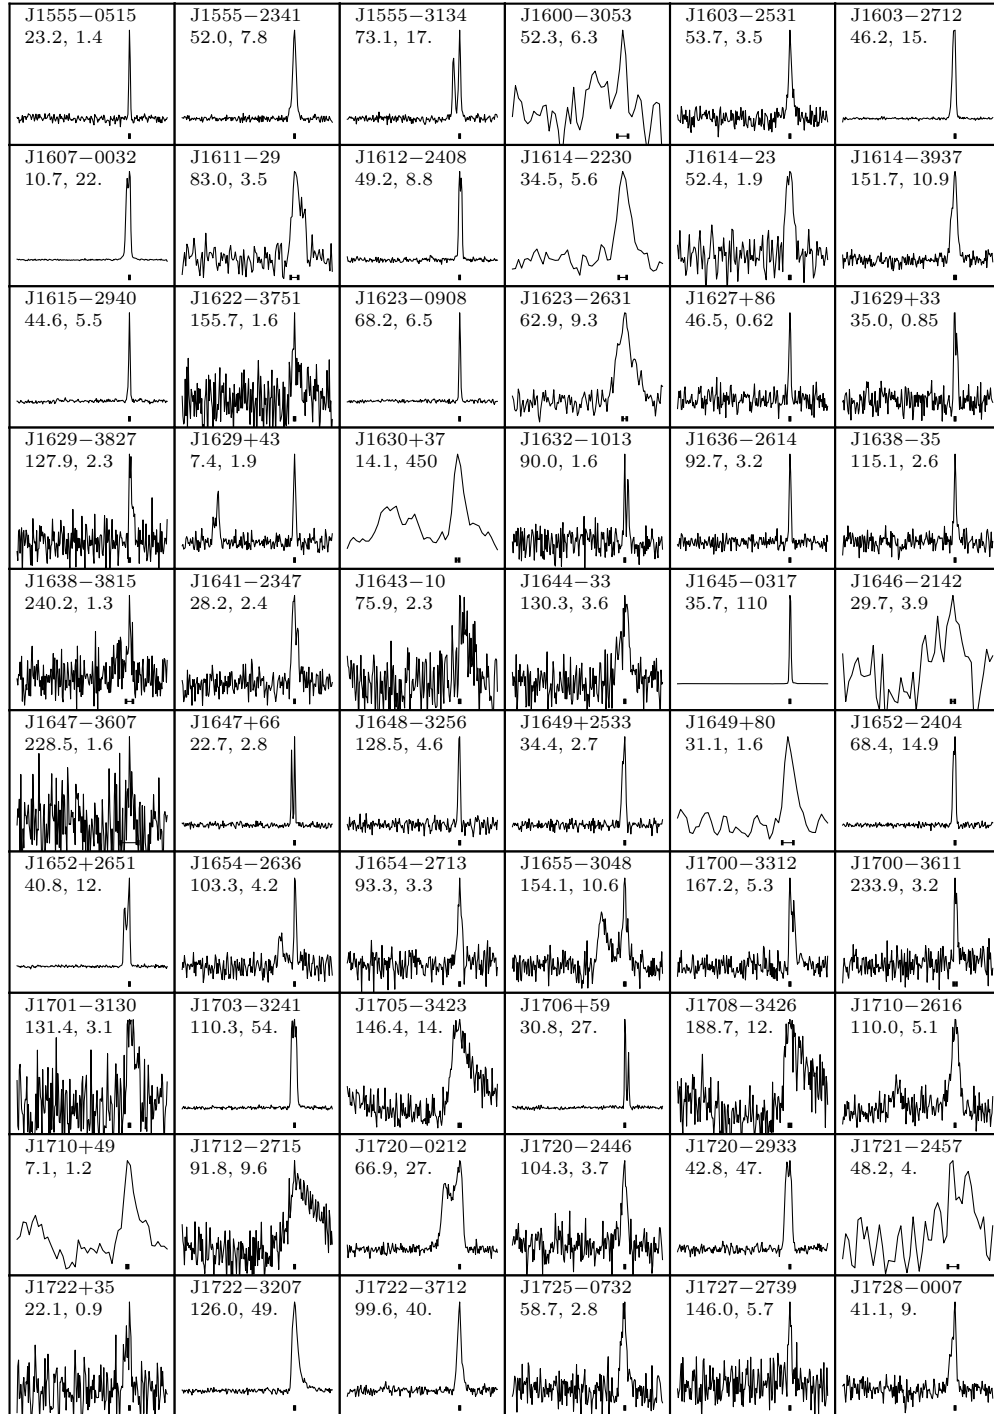 J1555−0515
23.2, 1.4
J1555−2341
52.0, 7.8
J1555−3134
73.1, 17.
J1600−3053
52.3, 6.3
J1603−2531
53.7, 3.5
J1603−2712
46.2, 15.
J1607−0032
10.7, 22.
J1611−29
83.0, 3.5
J1612−2408
49.2, 8.8
J1614−2230
34.5, 5.6
J1614−23
52.4, 1.9
J1614−3937
151.7, 10.9
J1615−2940
44.6, 5.5
J1622−3751
155.7, 1.6
J1623−0908
68.2, 6.5
J1623−2631
62.9, 9.3
J1627+86
46.5, 0.62
J1629+33
35.0, 0.85
J1629−3827
127.9, 2.3
J1629+43
7.4, 1.9
J1630+37
14.1, 450
J1632−1013
90.0, 1.6
J1636−2614
92.7, 3.2
J1638−35
115.1, 2.6
J1638−3815
240.2, 1.3
J1641−2347
28.2, 2.4
J1643−10
75.9, 2.3
J1644−33
130.3, 3.6
J1645−0317
35.7, 110
J1646−2142
29.7, 3.9
J1647−3607
228.5, 1.6
J1647+66
22.7, 2.8
J1648−3256
128.5, 4.6
J1649+2533
34.4, 2.7
J1649+80
31.1, 1.6
J1652−2404
68.4, 14.9
J1652+2651
40.8, 12.
J1654−2636
103.3, 4.2
J1654−2713
93.3, 3.3
J1655−3048
154.1, 10.6
J1700−3312
167.2, 5.3
J1700−3611
233.9, 3.2
J1701−3130
131.4, 3.1
J1703−3241
110.3, 54.
J1705−3423
146.4, 14.
J1706+59
30.8, 27.
J1708−3426
188.7, 12.
J1710−2616
110.0, 5.1
J1710+49
7.1, 1.2
J1712−2715
91.8, 9.6
J1720−0212
66.9, 27.
J1720−2446
104.3, 3.7
J1720−2933
42.8, 47.
J1721−2457
48.2, 4.
J1722+35
22.1, 0.9
J1722−3207
126.0, 49.
J1722−3712
99.6, 40.
J1725−0732
58.7, 2.8
J1727−2739
146.0, 5.7
J1728−0007
41.1, 9.